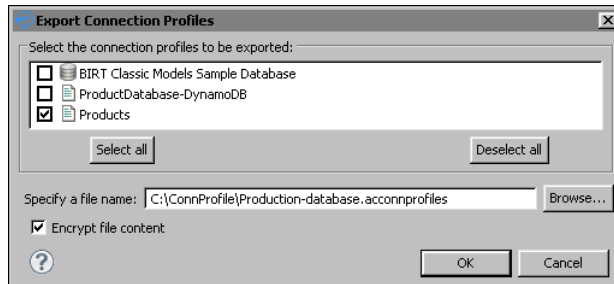 Export Connection Profiles
Select the connection profiles to be exported:
BIRT Classic Models Sample Database
ProductDatabase-DynamoDB
Products
Select all
Deselect all
Specify a file name:
C:\ConnProfile\Production-database.acconnprofiles
Browse...
Encrypt file content
?
OK
Cancel